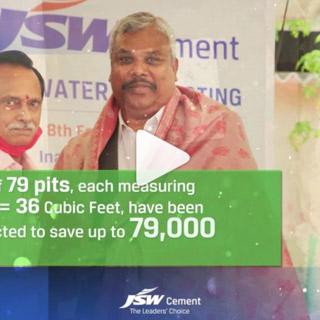 JSW Cement
WATER
TING
8th
Ina
f 79 pits, each measuring
= 36 Cubic Feet, have been
cted to save up to 79,000
JSW Cement
The Leaders' Choice